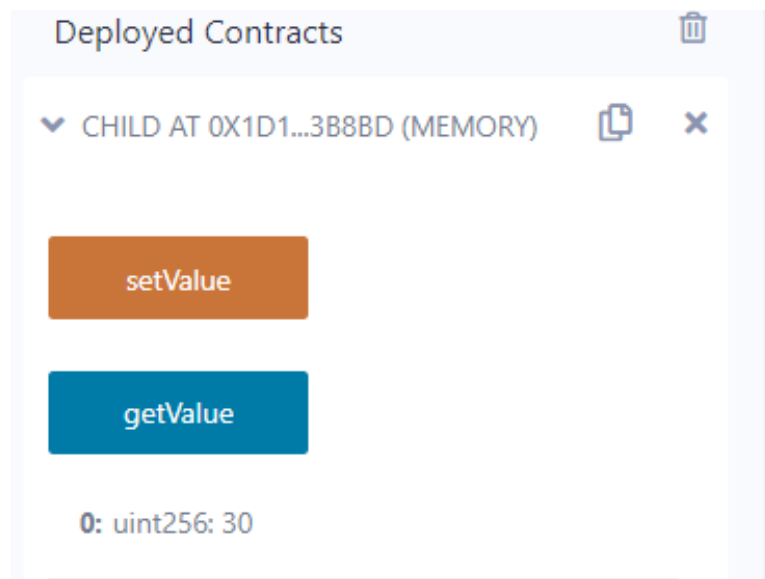 Deployed Contracts
CHILD AT 0X1D1...3B8BD (MEMORY)
setValue
getValue
0: uint256: 30